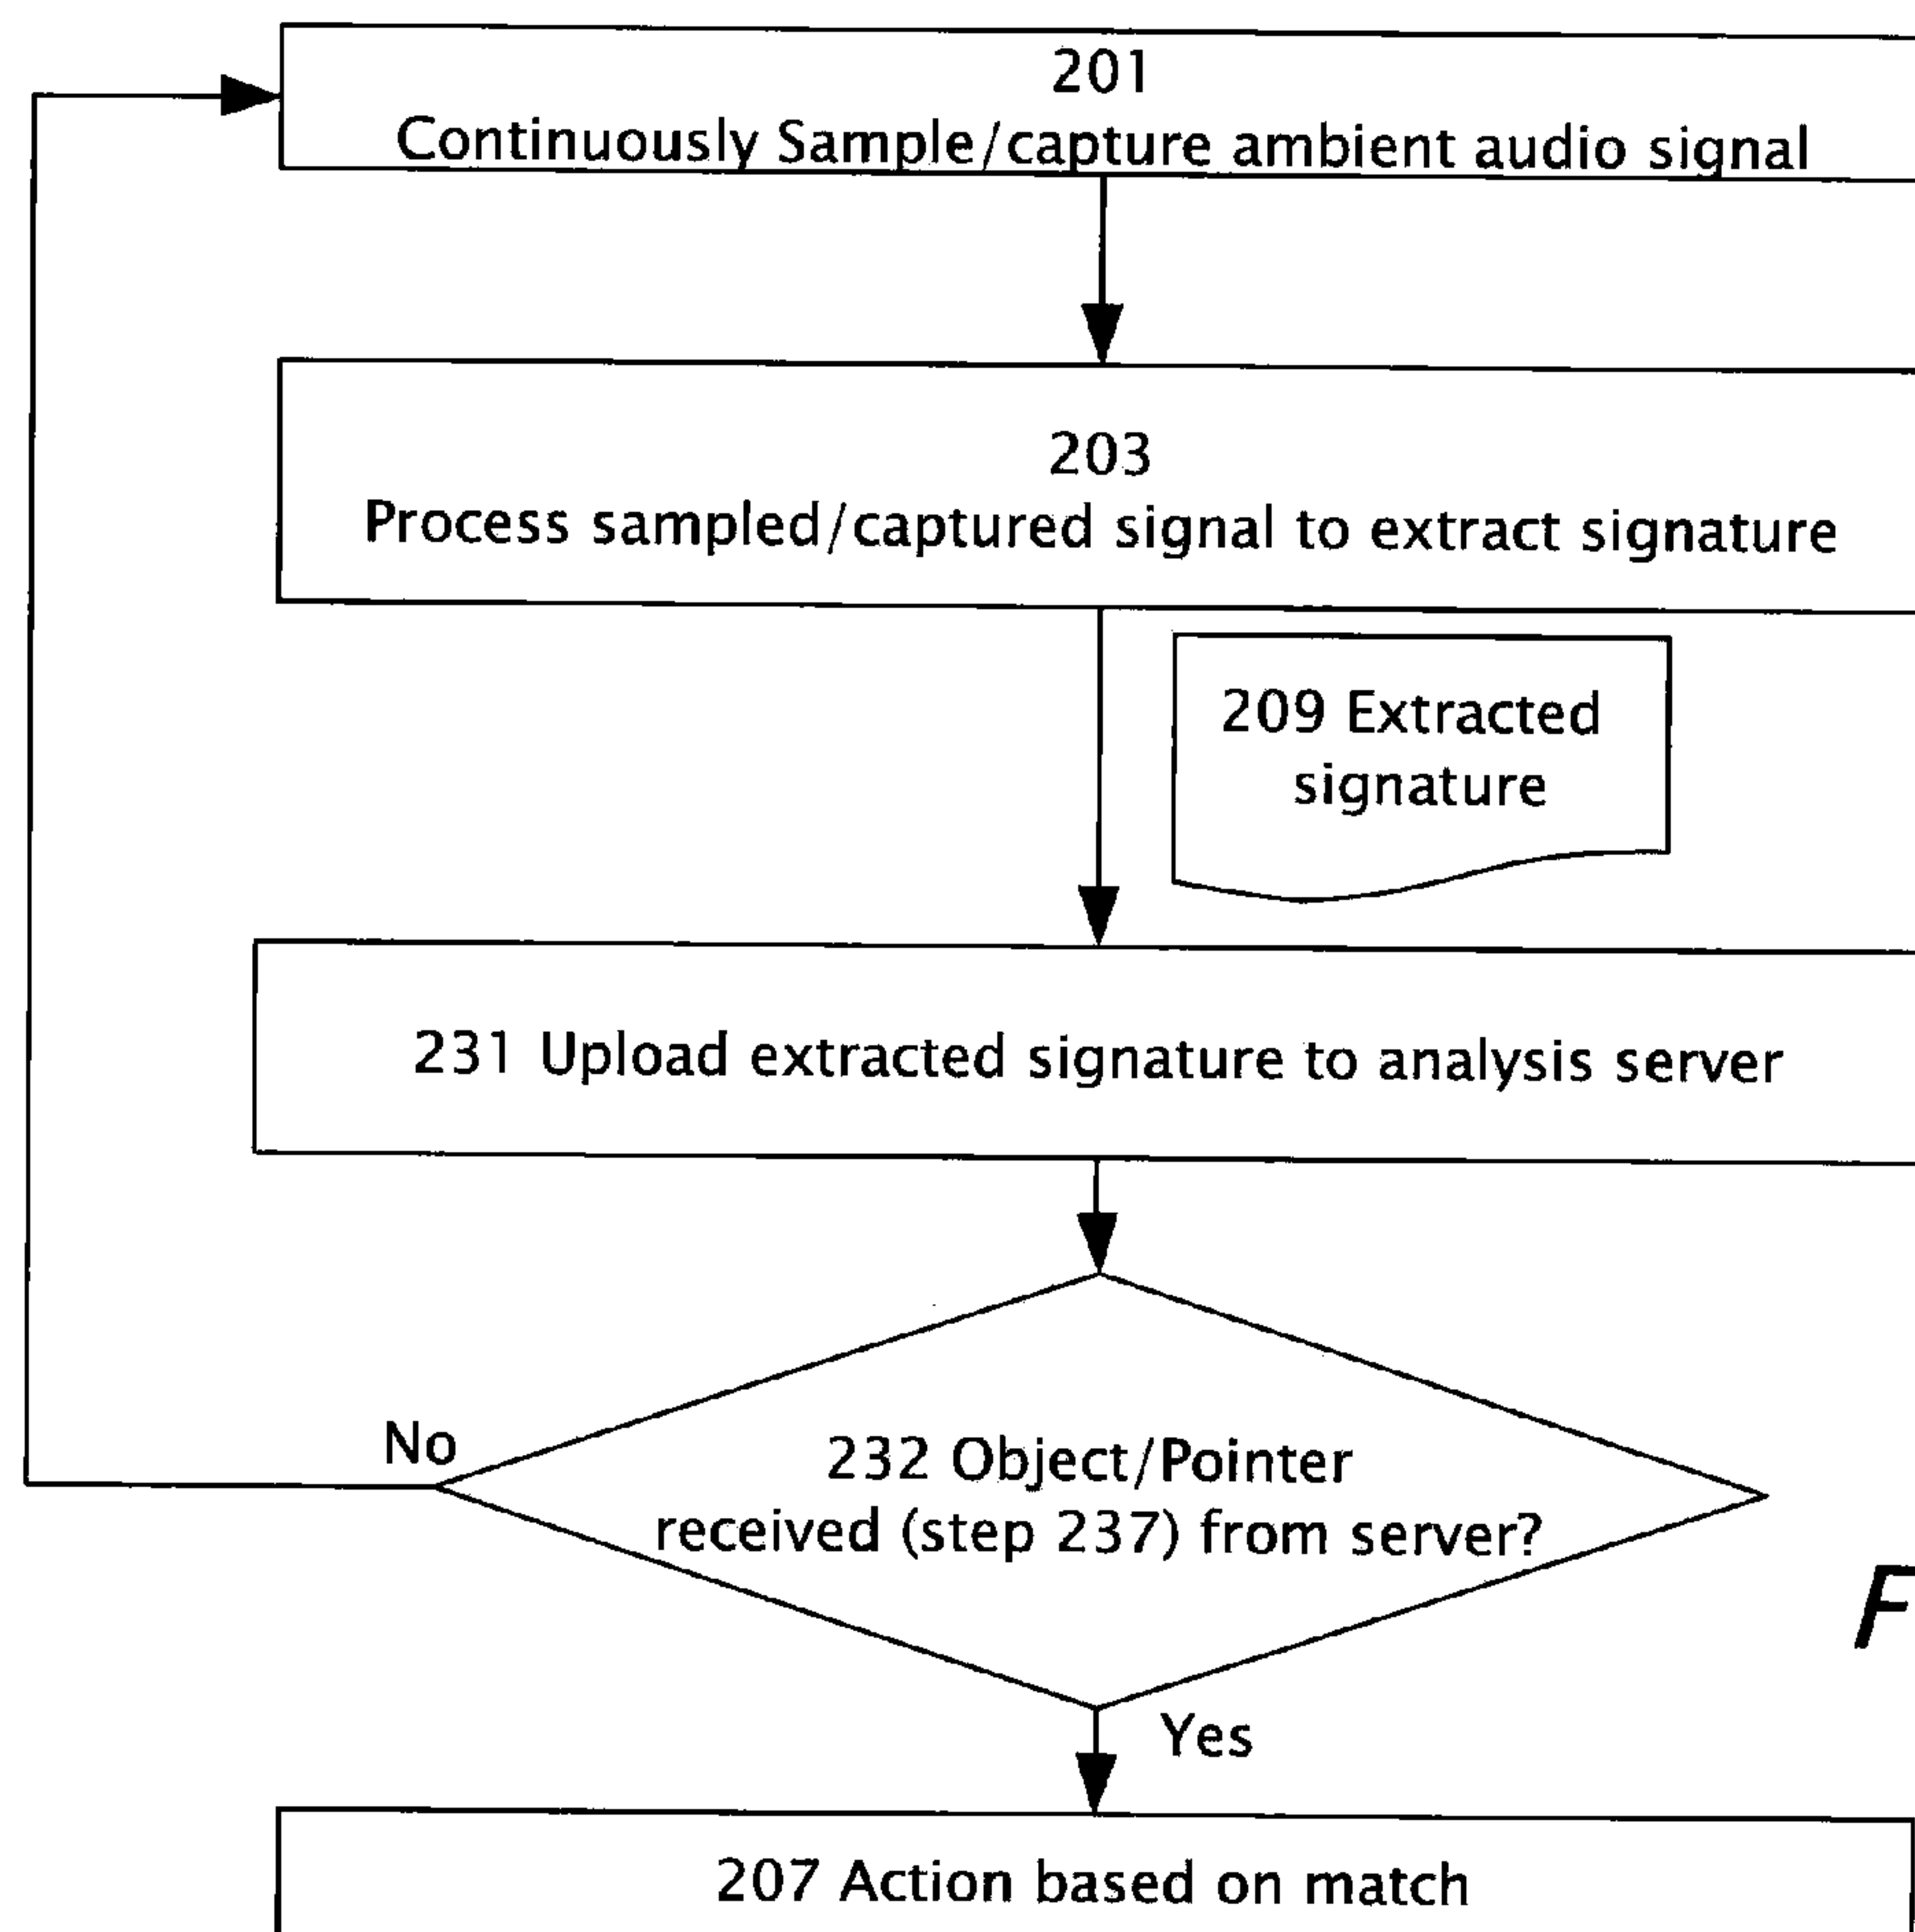 201
Continuously Sample/capture ambient audio signal
203
Process sampled/captured signal to extract signature
209 Extracted
signature
231 Upload extracted signature to analysis server
No
232 Object/Pointer
received (step 237) from server?
F
Yes
207 Action based on match